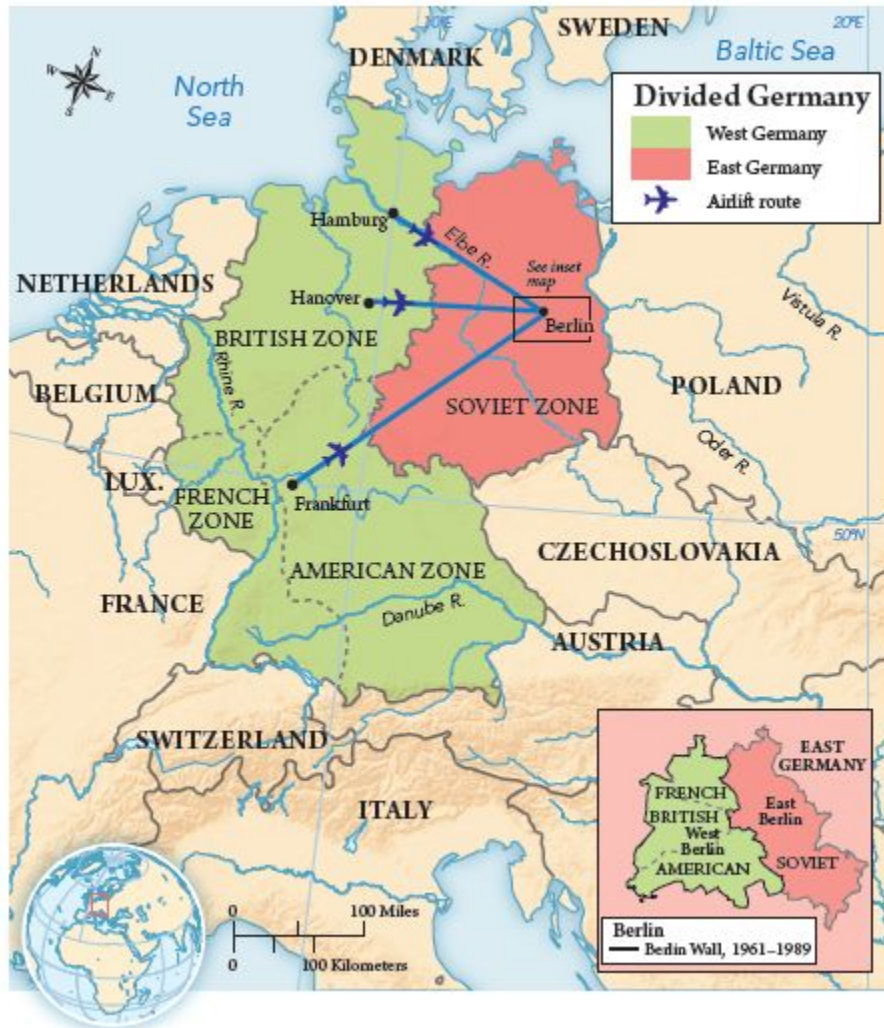 10°E
20°E
SWEDEN
DENMARK
Baltic Sea
North
Sea
N
W
E
S
Divided Germany
West Germany
East Germany
Airlift route
Hamburg
Elbe R.
See inset
map
NETHERLANDS
Hanover
Berlin
Vistula R.
BRITISH ZONE
Rhine R.
BELGIUM
POLAND
SOVIET ZONE
Oder R.
LUX.
FRENCH
ZONE
Frankfurt
50°N
CZECHOSLOVAKIA
AMERICAN ZONE
FRANCE
Danube R.
AUSTRIA
SWITZERLAND
ITALY
EAST
GERMANY
FRENCH
East
Berlin
BRITISH
West
Berlin
SOVIET
AMERICAN
Berlin
Berlin Wall, 1961–1989
0 100 Miles
0 100 Kilometers